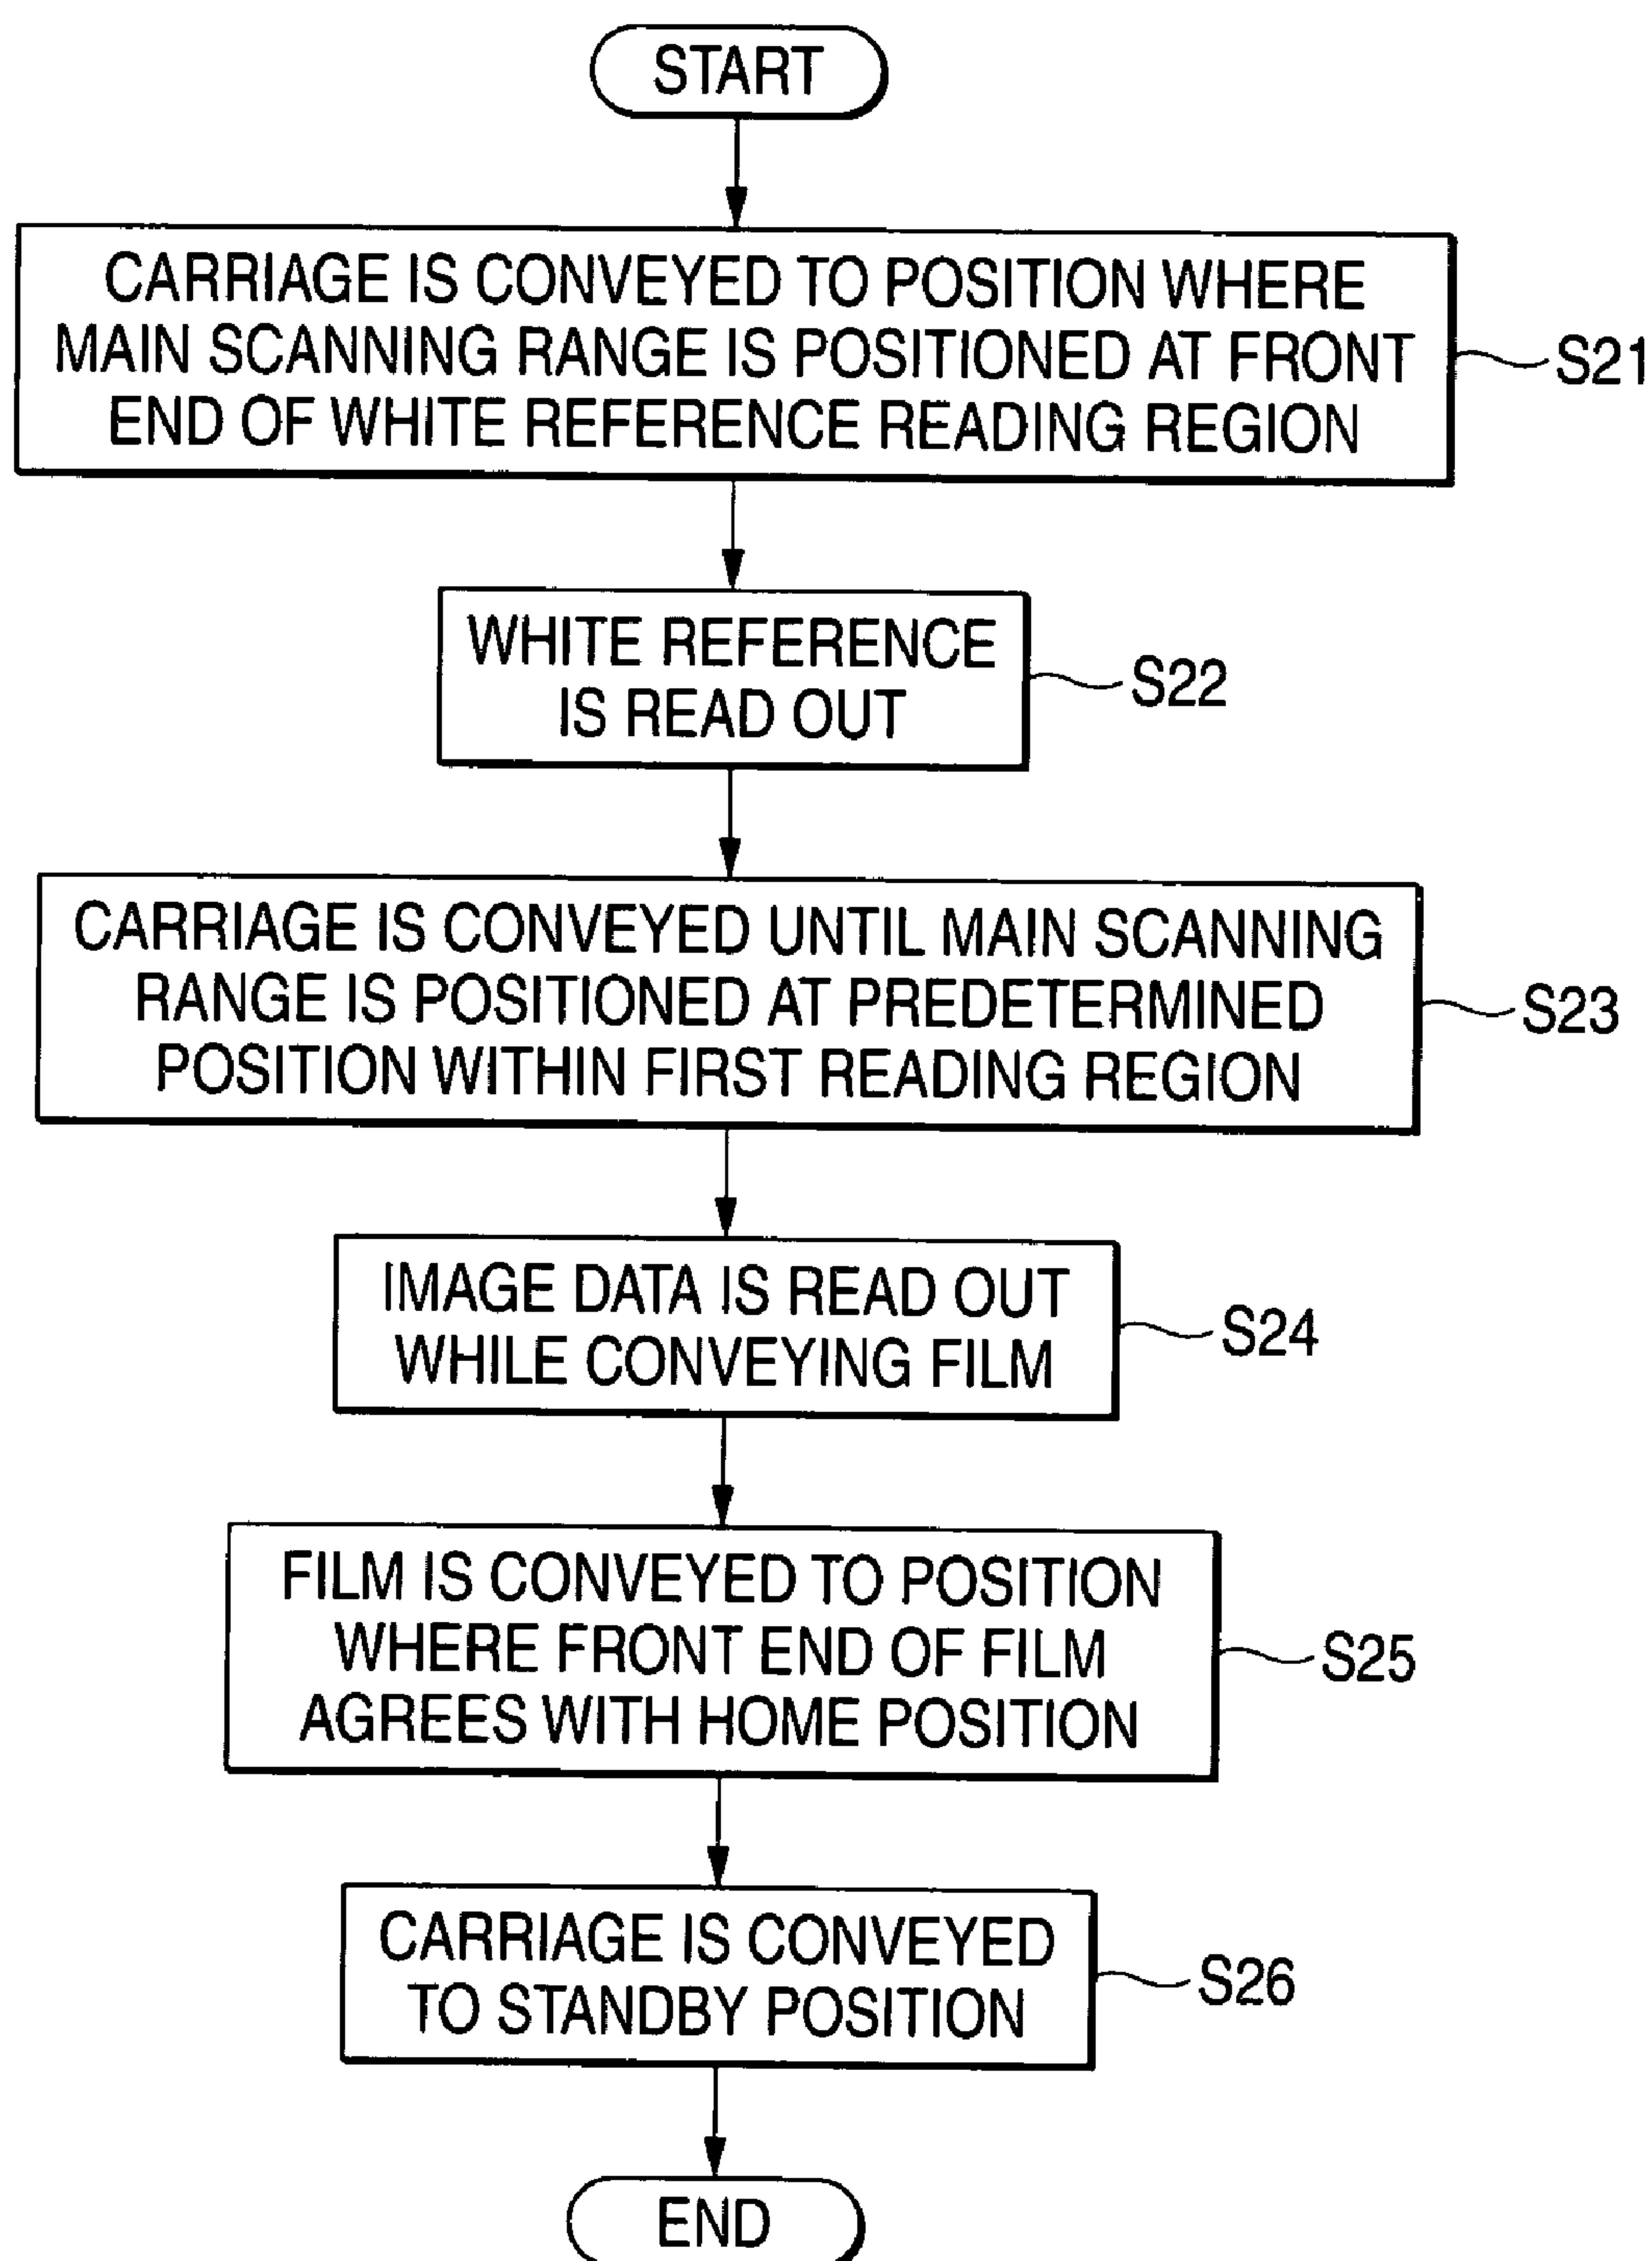 START
CARRIAGE IS CONVEYED TO POSITION WHERE
MAIN SCANNING RANGE IS POSITIONED AT FRONT
END OF WHITE REFERENCE READING REGION
S21
WHITE REFERENCE
IS READ OUT
S22
CARRIAGE IS CONVEYED UNTIL MAIN SCANNING
RANGE IS POSITIONED AT PREDETERMINED
POSITION WITHIN FIRST READING REGION
S23
IMAGE DATA IS READ OUT
WHILE CONVEYING FILM
S24
FILM IS CONVEYED TO POSITION
WHERE FRONT END OF FILM
AGREES WITH HOME POSITION
S25
CARRIAGE IS CONVEYED
TO STANDBY POSITION
S26
END